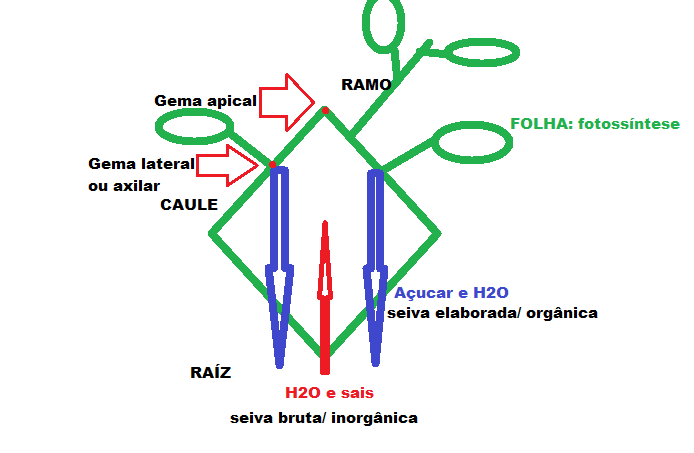 RAMO
Gema apical
FOLHA: fotossíntese
Gema lateral
ou axilar
CAULE
Açucar e H2O
seiva elaborada/ orgânica
RAÍZ
H2O e sais
seiva bruta/ inorgânica